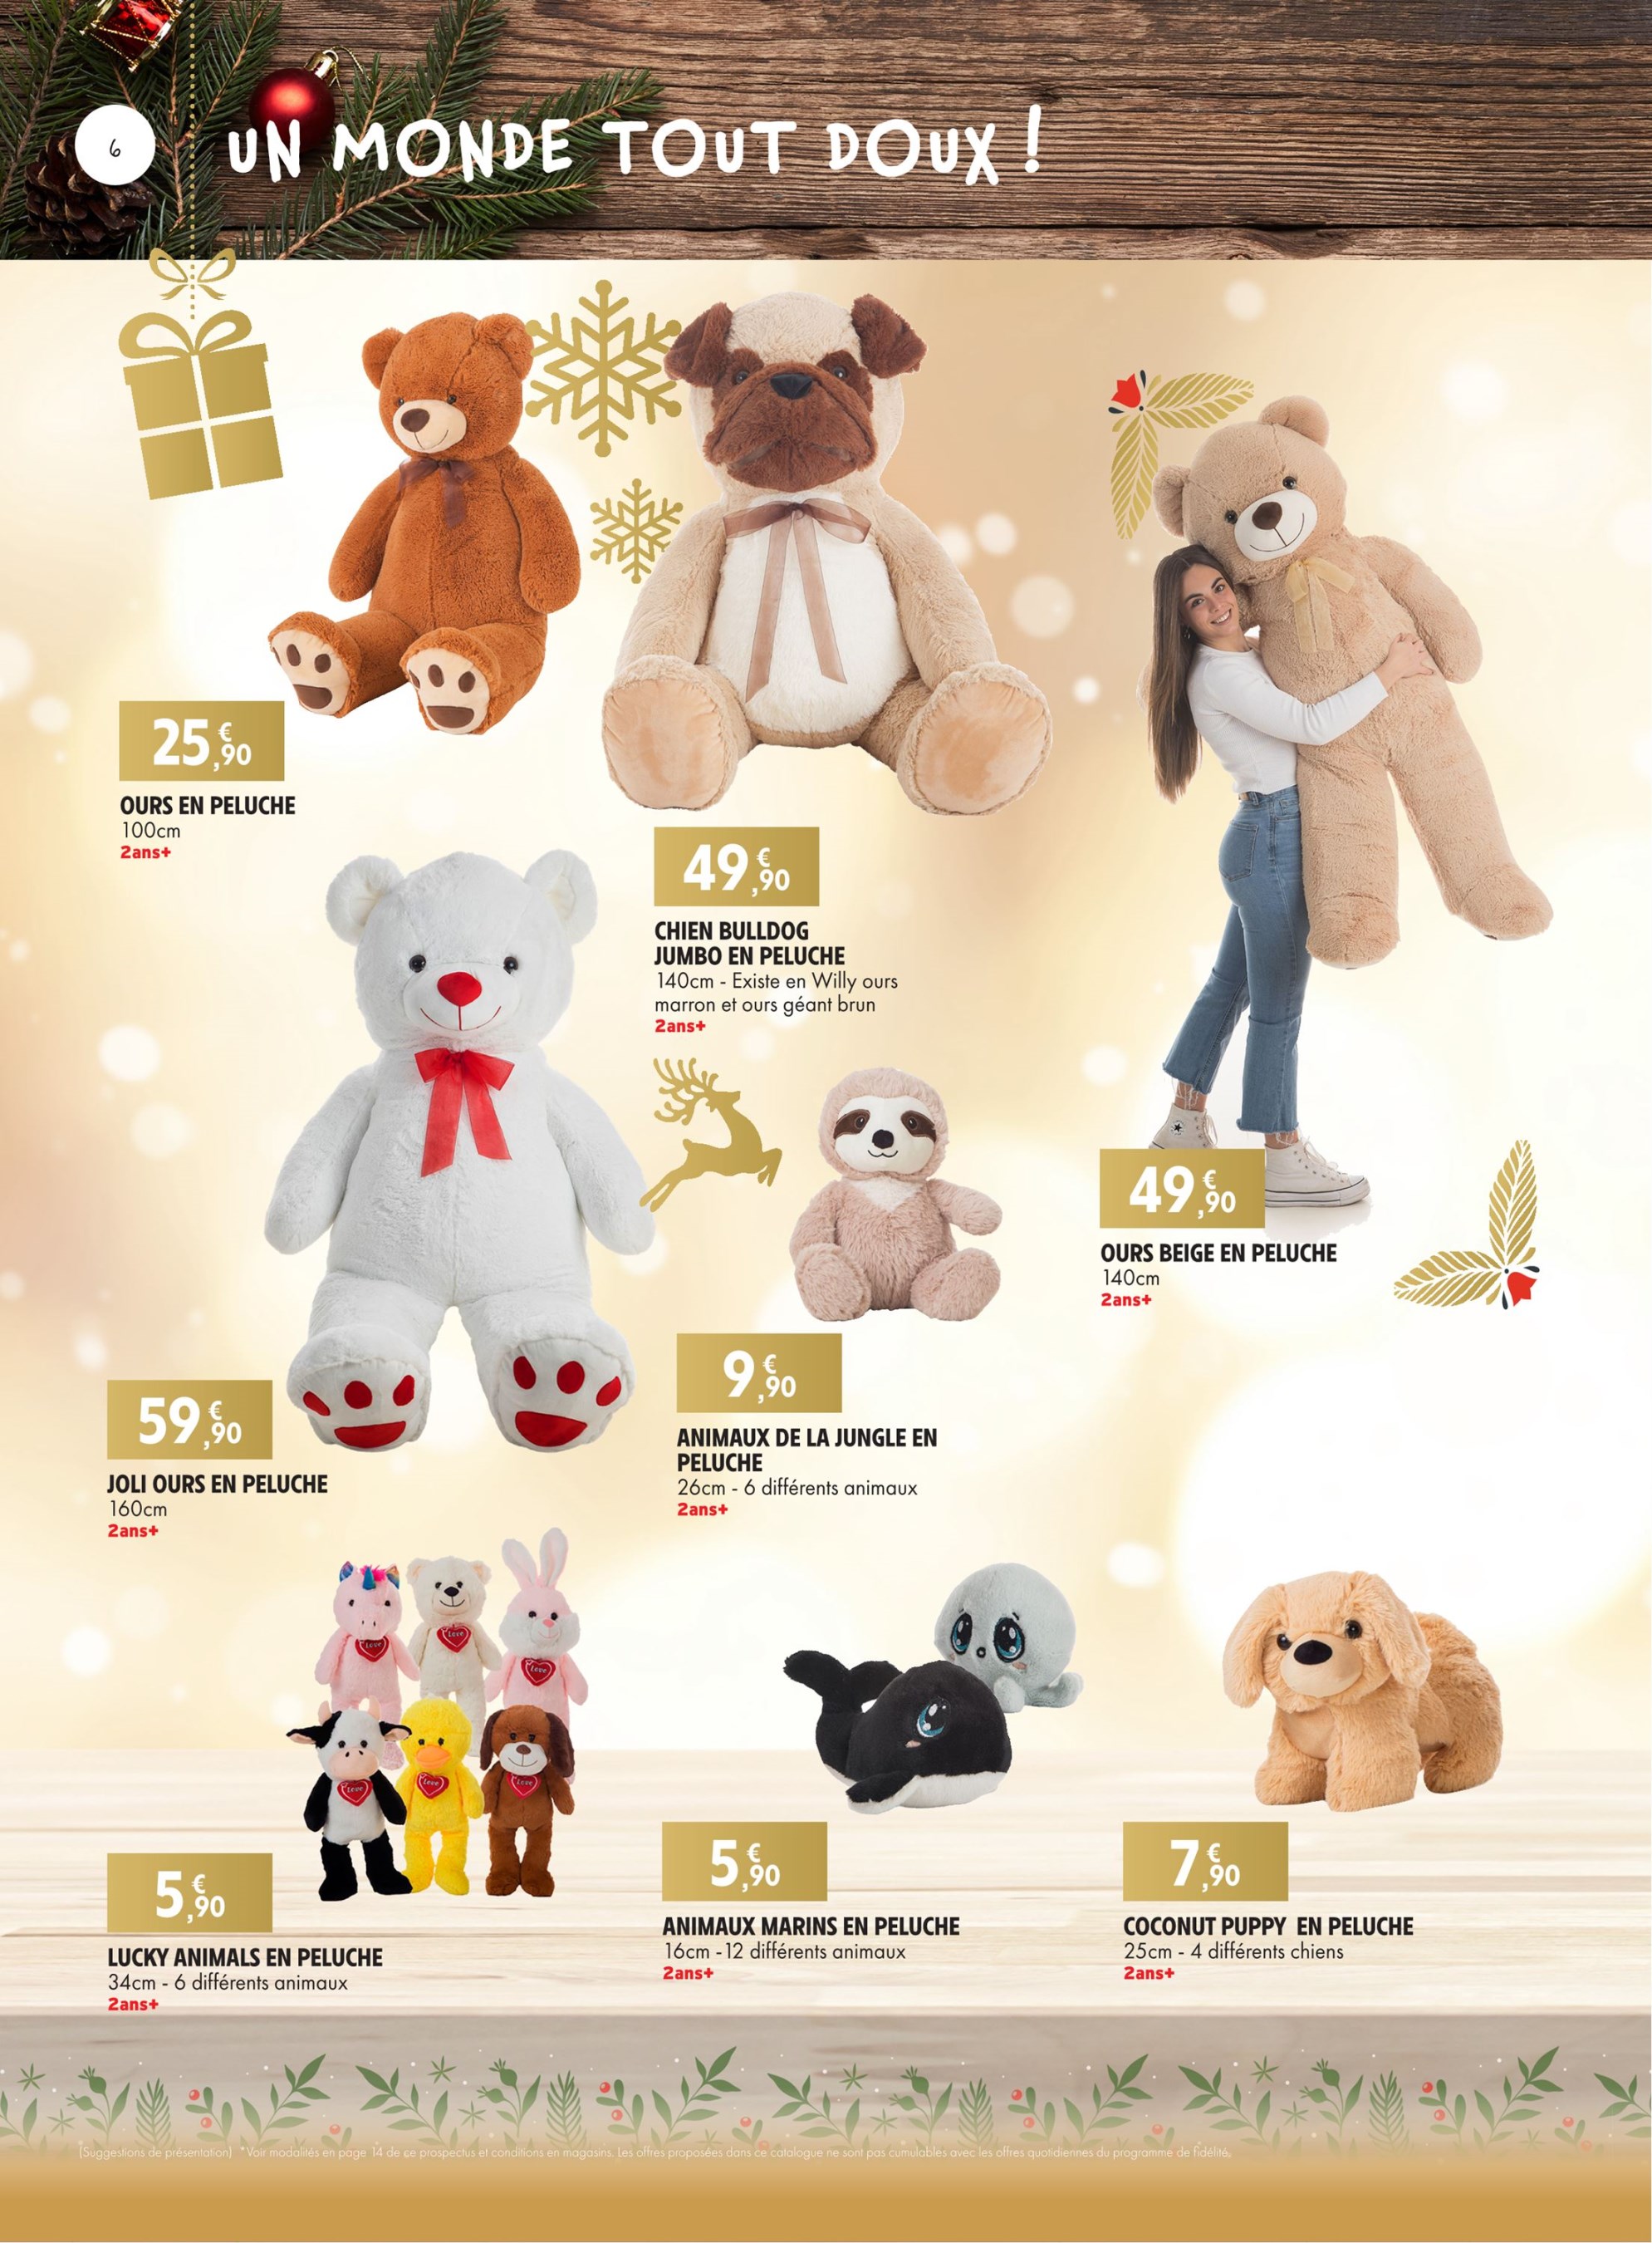 6
UN MONDE TOUT DOUX !
25€,90
OURS EN PELUCHE
100cm
2ans+
49€,90
CHIEN BULLDOG
JUMBO EN PELUCHE
140cm - Existe en Willy ours
marron et ours géant brun
2ans+
49€,90
OURS BEIGE EN PELUCHE
140cm
2ans+
59€,90
JOLI OURS EN PELUCHE
160cm
2ans+
9€,90
ANIMAUX DE LA JUNGLE EN
PELUCHE
26cm - 6 différents animaux
2ans+
Love
Love
Love
Love
Love
Love
5€,90
LUCKY ANIMALS EN PELUCHE
34cm - 6 différents animaux
2ans+
5€,90
ANIMAUX MARINS EN PELUCHE
16cm -12 différents animaux
2ans+
7€,90
COCONUT PUPPY EN PELUCHE
25cm - 4 différents chiens
2ans+
(Suggestions de présentation) *Voir modalités en page 14 de ce prospectus et conditions en magasins. Les offres proposées dans ce catalogue ne sont pas cumulables avec les offres quotidiennes du programme de fidélité.